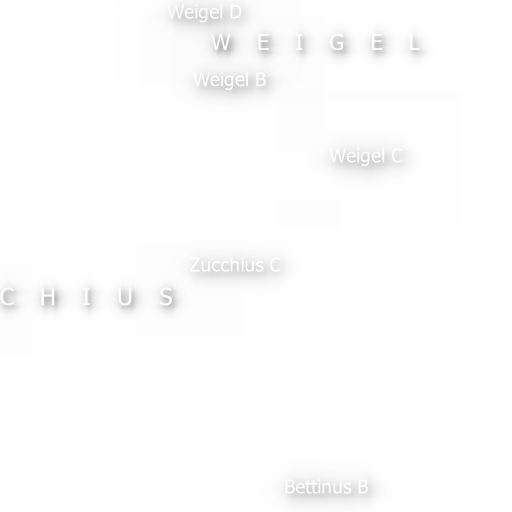 Weigel D
W E I G E L
Weigel B
Weigel C
Zucchius C
C H I U S
Bettinus B